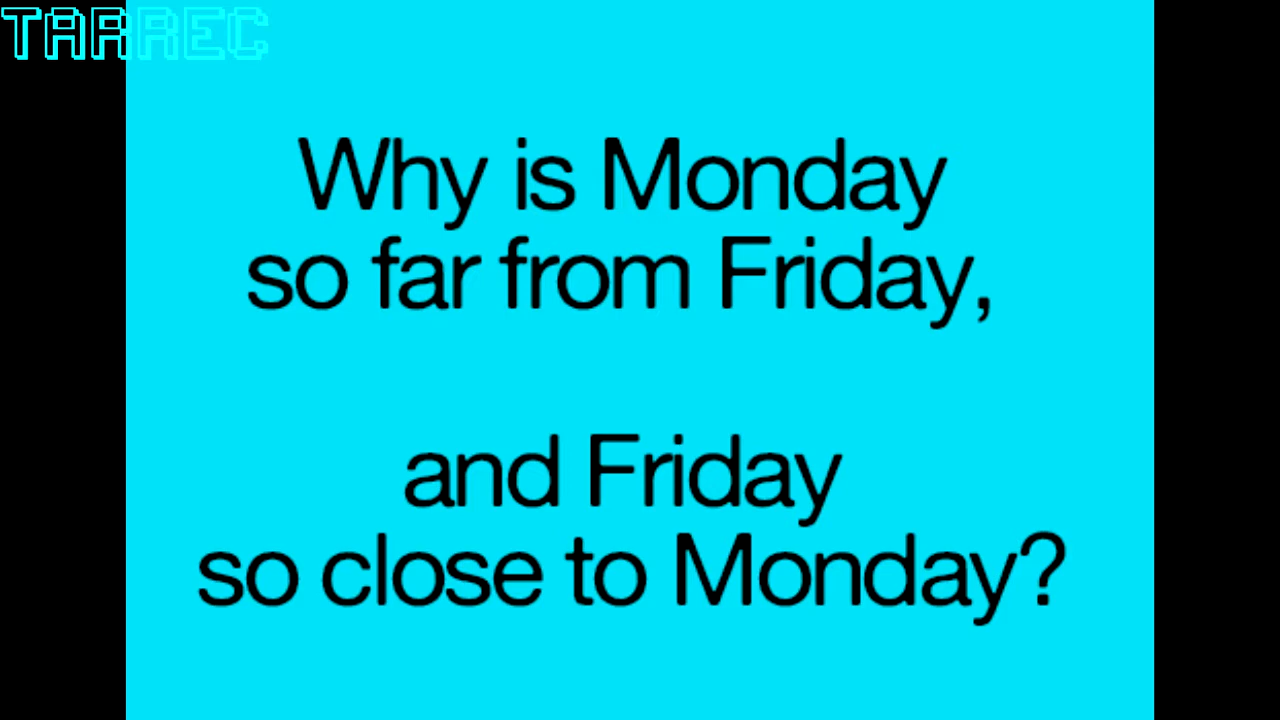 TARREC
Why is Monday
so far from Friday,
and Friday
so close to Monday?